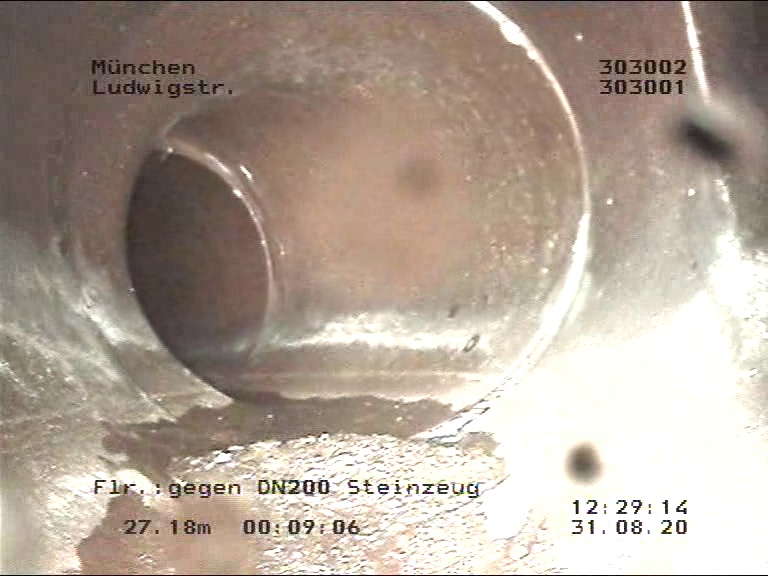 München
Ludwigstr.
303002
303001
Flr.:gegen DN200 Steinzeug
27.18m 00:09:06
12:29:14
31.08.20